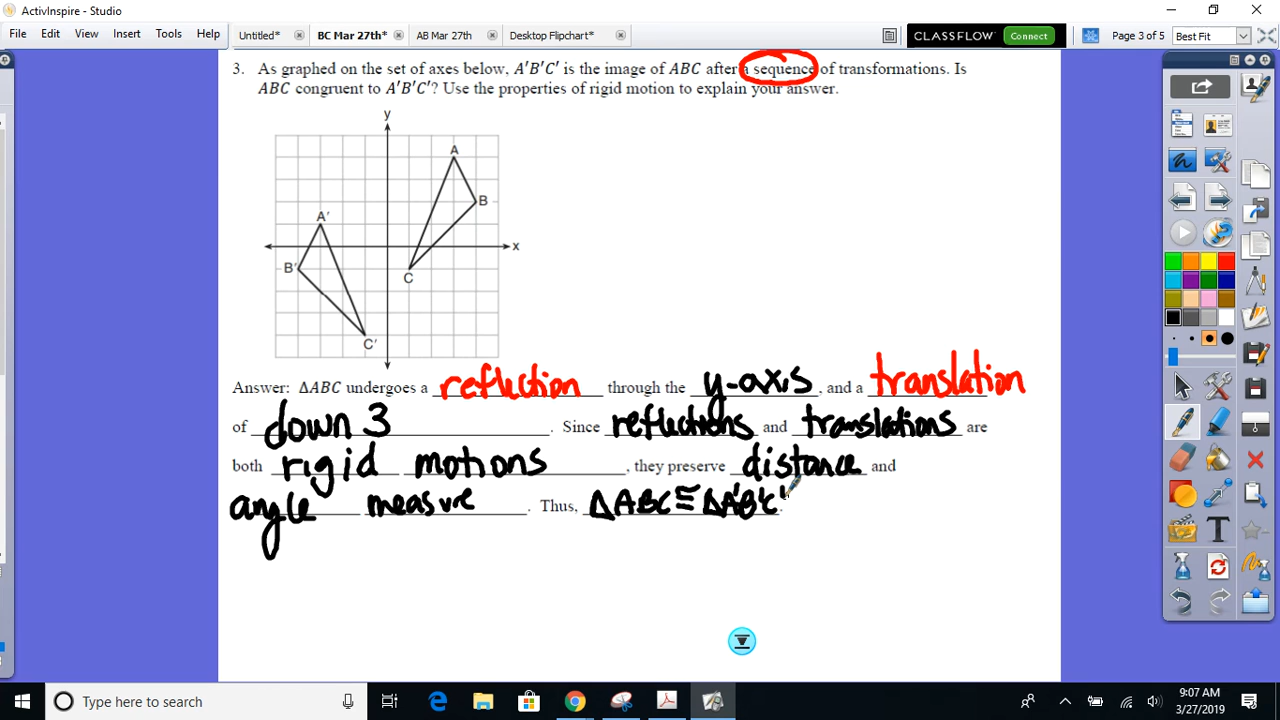 ActivInspire - Studio
File Edit View Insert Tools Help
Untitled* BC Mar 27th* AB Mar 27th Desktop Flipchart*
CLASSFLOW Connect
Page 3 of 5
Best Fit
3. As graphed on the set of axes below, A′B′C′ is the image of ABC after a sequence of transformations. Is
ABC congruent to A′B′C′? Use the properties of rigid motion to explain your answer.
y
A
B
A'
x
B'
C
C'
Answer: ΔABC undergoes a reflection through the y-axis, and a translation
of down 3. Since reflections and translations are
both rigid motions, they preserve distance and
angle measure. Thus, ΔABC≅ΔA'B'C'.
Type here to search
9:07 AM
3/27/2019